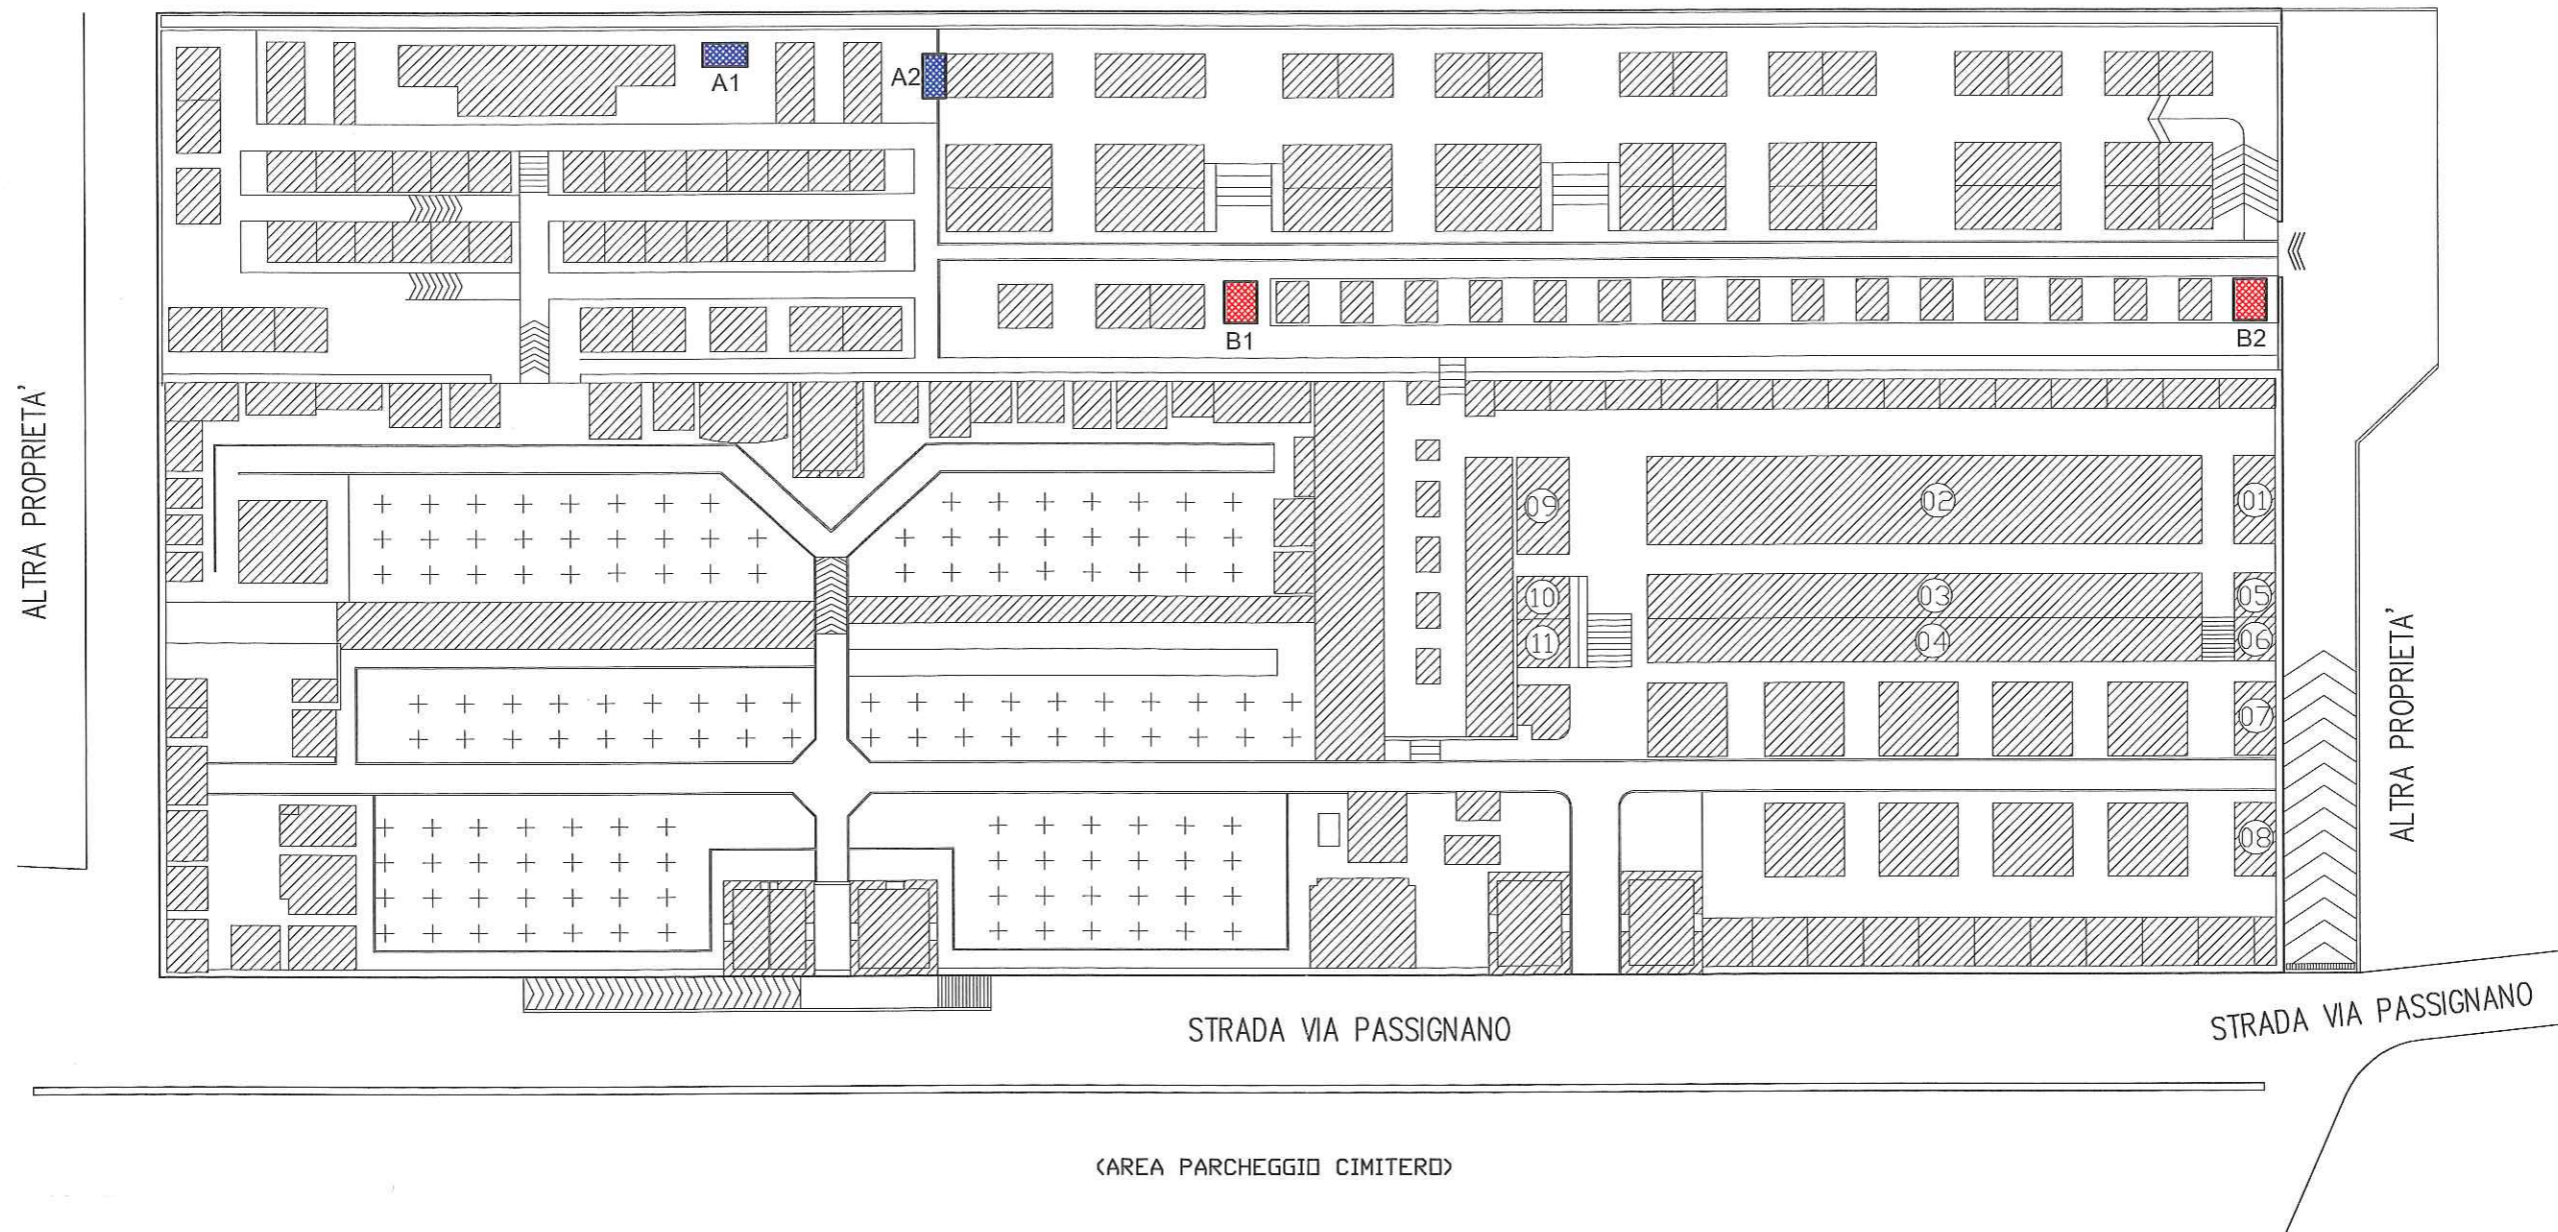 A1
A2
B1
B2
ALTRA PROPRIETA'
09
02
01
10
03
05
11
04
06
07
08
ALTRA PROPRIETA'
STRADA VIA PASSIGNANO
STRADA VIA PASSIGNANO
(AREA PARCHEGGIO CIMITERO)